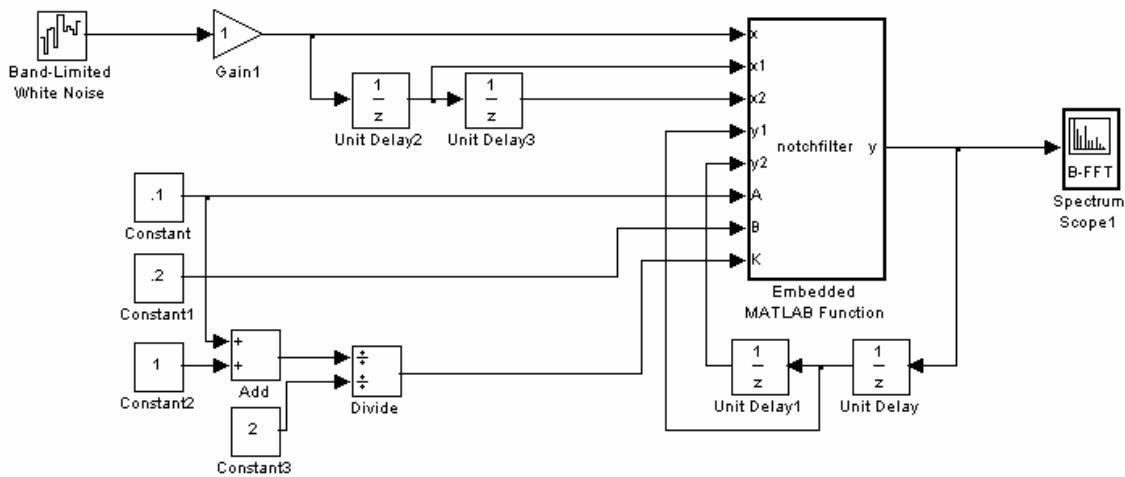 Band-Limited
White Noise
1
Gain1
1
z
Unit Delay2
1
z
Unit Delay3
x
x1
x2
y1
y2
A
B
K
notchfilter
y
Embedded
MATLAB Function
B-FFT
Spectrum
Scope1
.1
Constant
.2
Constant1
1
Constant2
+
+
Add
2
Constant3
÷
÷
Divide
1
z
Unit Delay1
1
z
Unit Delay